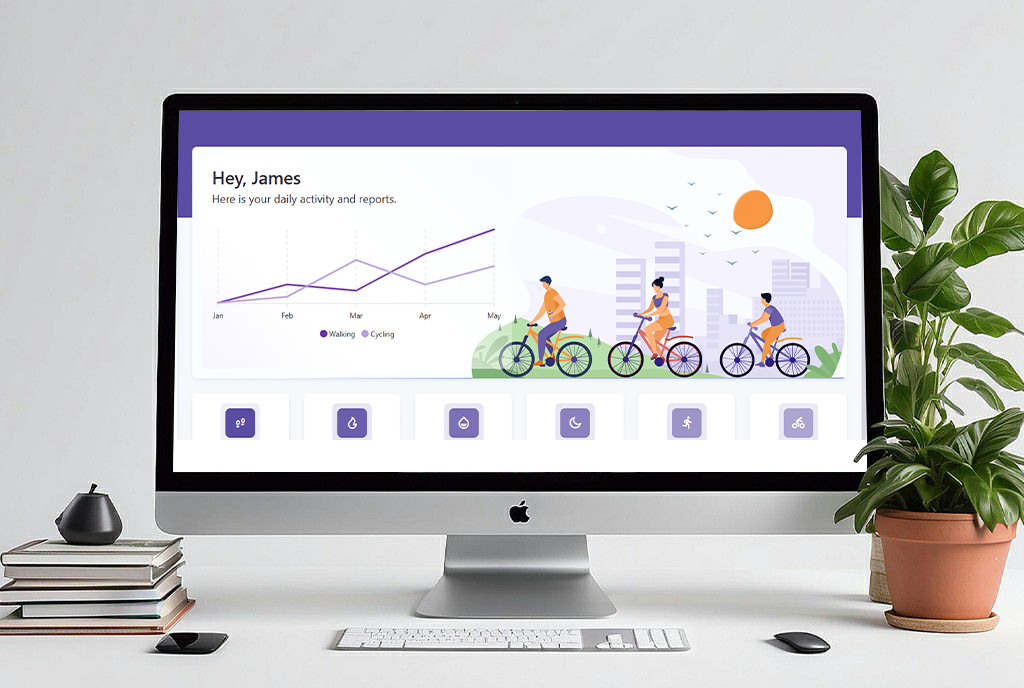 Hey, James
Here is your daily activity and reports.
Jan Feb Mar Apr May
Walking Cycling